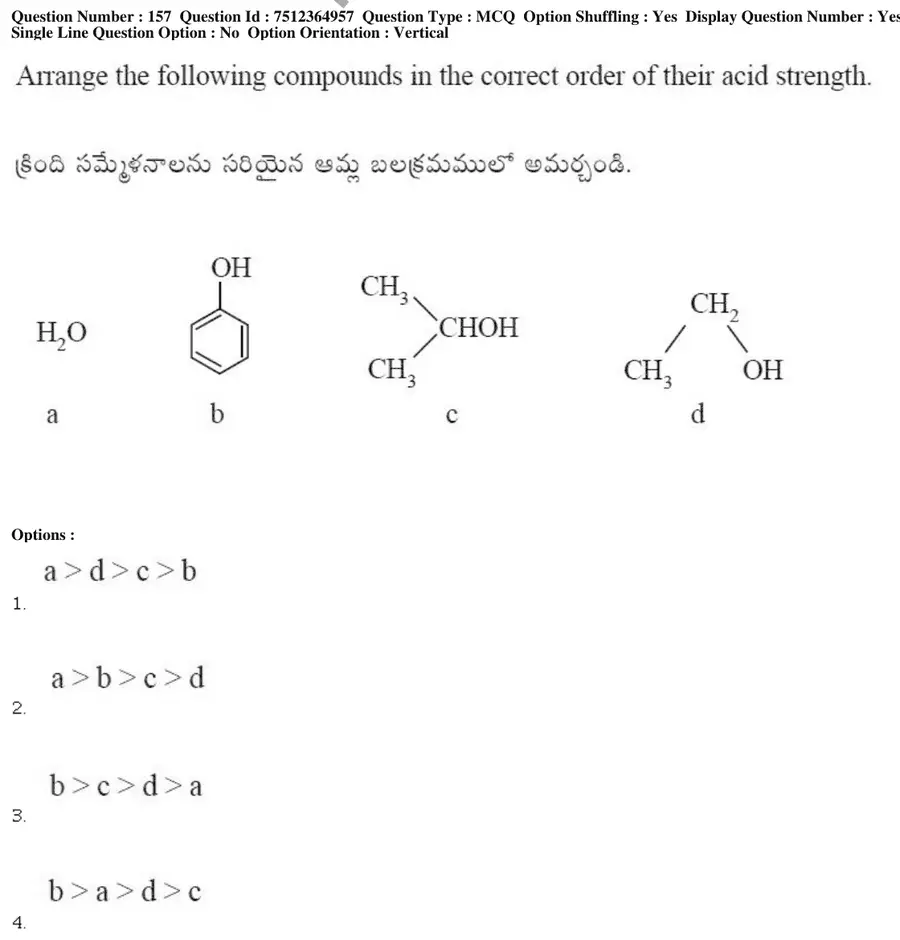 Question Number : 157 Question Id : 7512364957 Question Type : MCQ Option Shuffling : Yes Display Question Number : Yes
Single Line Question Option : No Option Orientation : Vertical
Arrange the following compounds in the correct order of their acid strength.
క్రింది సమ్మేళనాలను సరియైన ఆమ్ల బలక్రమములో అమర్చండి.
H₂O
OH
CH₃
CHOH
CH₃
CH₂
CH₃ OH
a b c d
Options :
a > d > c > b
1.
a > b > c > d
2.
b > c > d > a
3.
b > a > d > c
4.